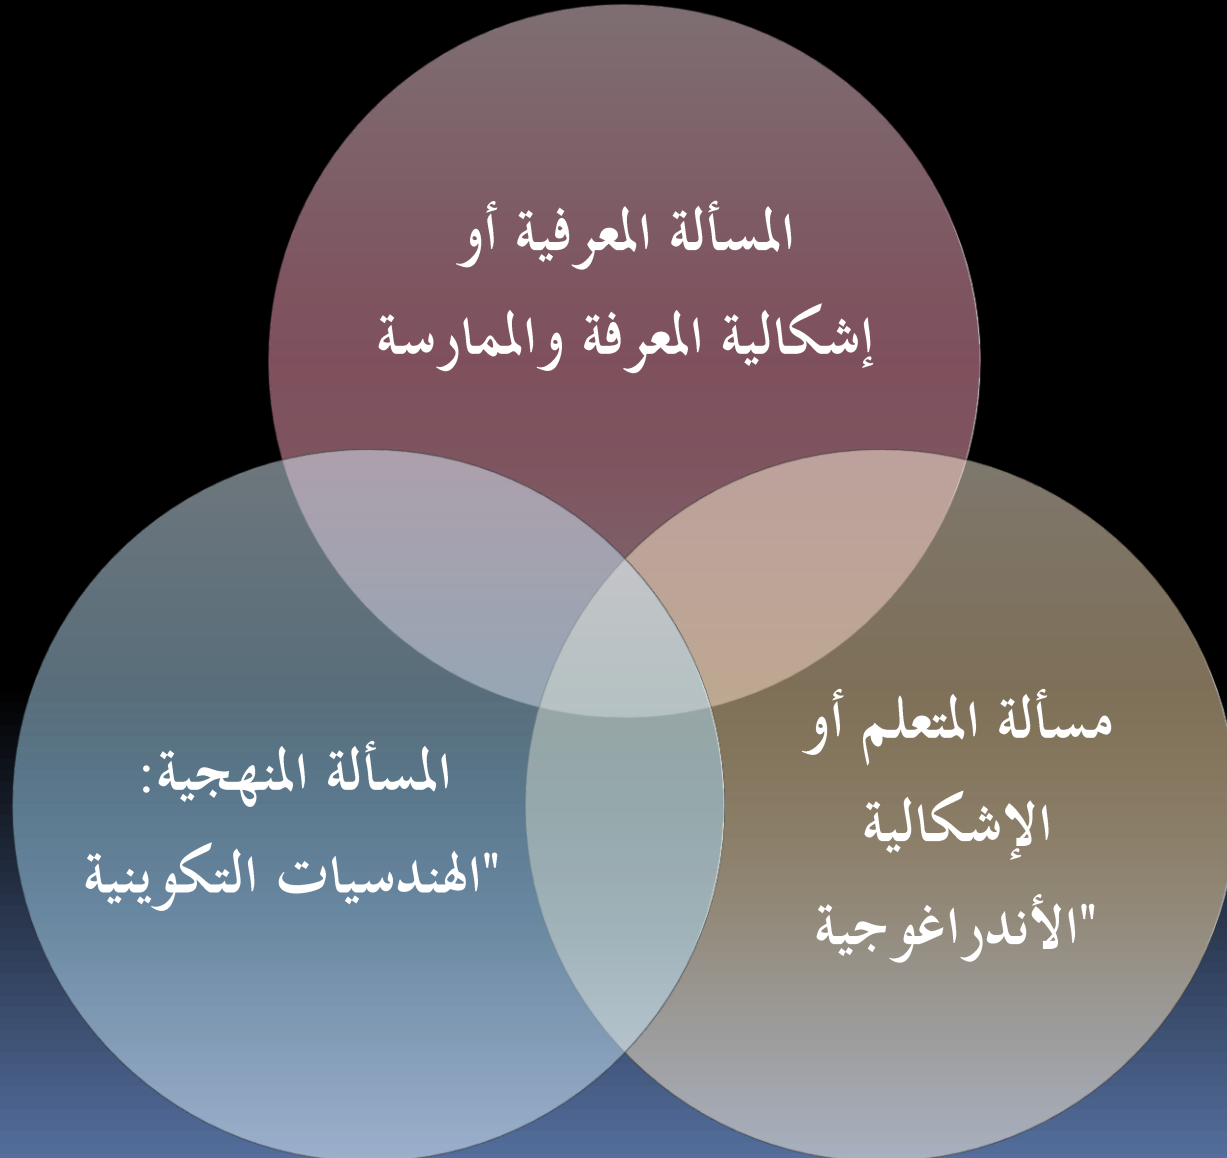 المسألة المعرفية أو
إشكالية المعرفة والممارسة
مسألة المتعلم أو
الإشكالية
"الأندراغوجية
المسألة المنهجية:
"الهندسيات التكوينية